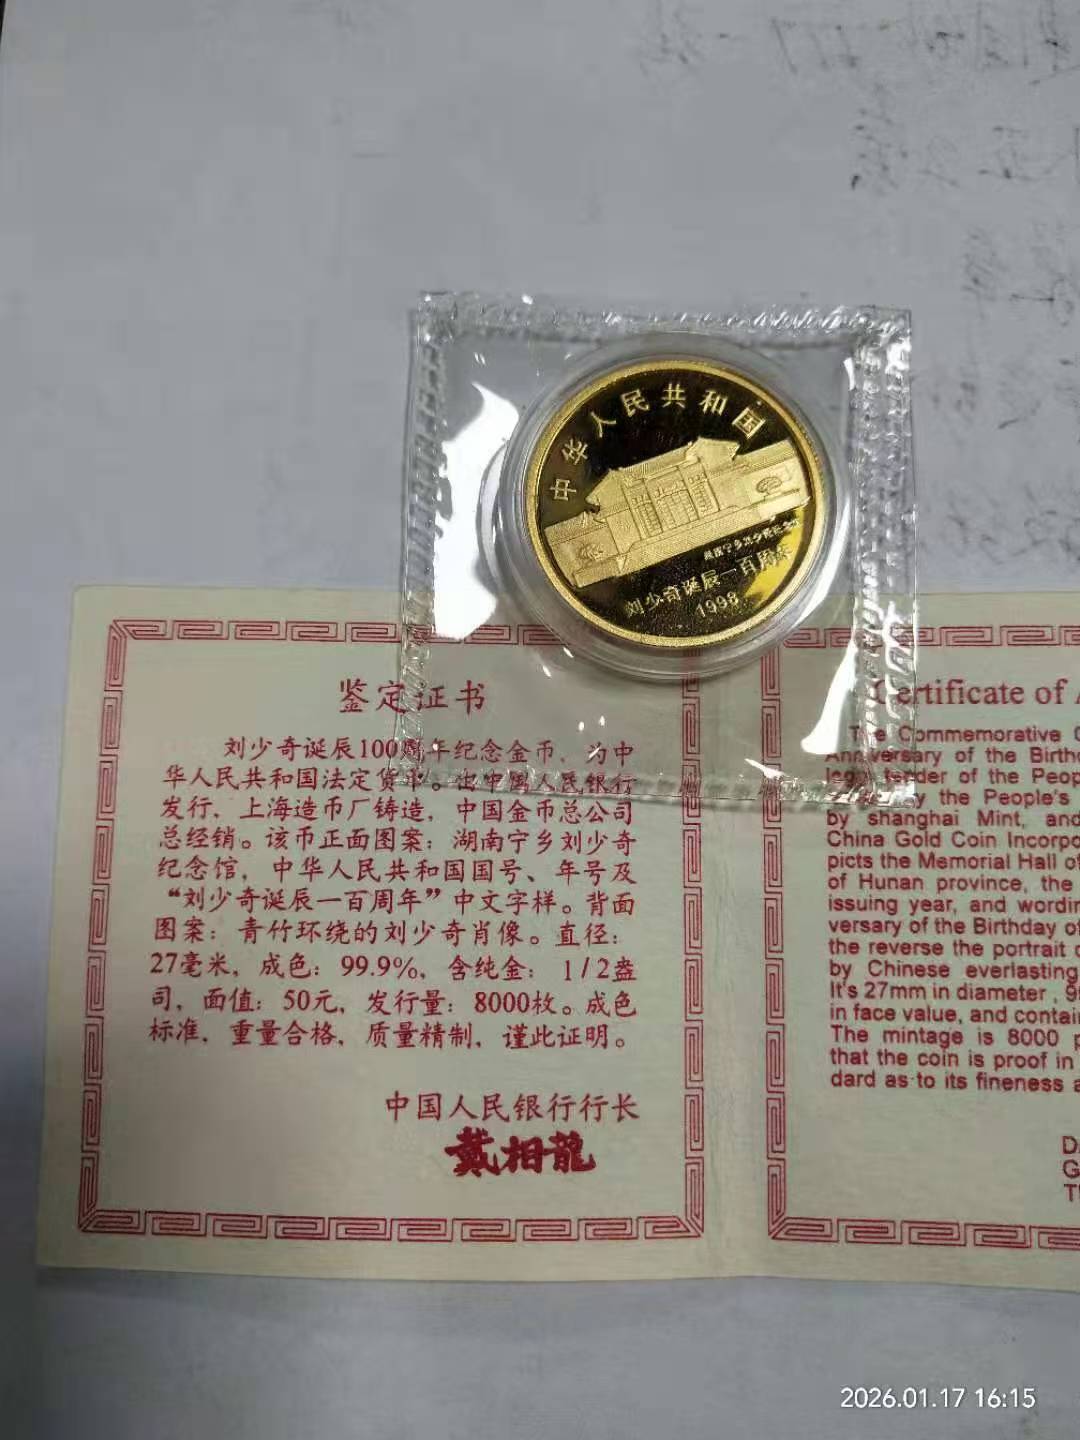 中华人民共和国
刘少奇诞辰一百周年
1998
鉴定证书
刘少奇诞辰100周年纪念金币、为中
华人民共和国法定货币。由中国人民银行
发行，上海造币厂铸造，中国金币总公司
总经销。该币正面图案：湖南宁乡刘少奇
纪念馆，中华人民共和国国号、年号及
“刘少奇诞辰一百周年”中文字样。背面
图案：青竹环绕的刘少奇肖像。直径：
27毫米，成色：99.9%，含纯金：1/2盎
司，面值：50元，发行量：8000枚。成色
标准，重量合格，质量精制，谨此证明。
中国人民银行行长
戴相龍
Certificate of
The Commemorative
Anniversary of the Birth
legal tender of the Peop
by the People's
by shanghai Mint, and
China Gold Coin Incorpo
picts the Memorial Hall of
of Hunan province, the
issuing year, and wordin
versary of the Birthday of
the reverse the portrait
by Chinese everlasting
It's 27mm in diameter, 9
in face value, and contain
The mintage is 8000 p
that the coin is proof in
dard as to its fineness a
2026.01.17 16:15